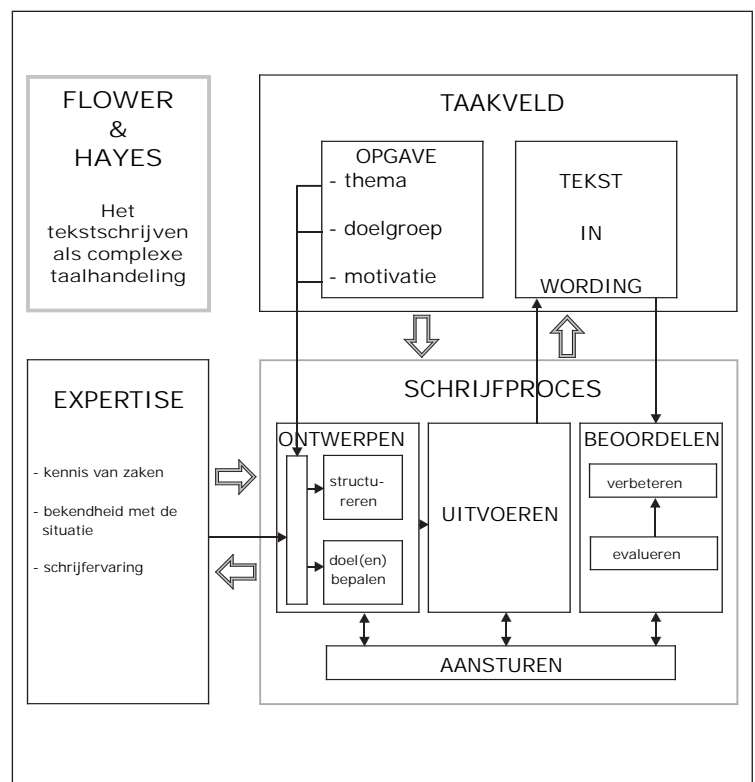 FLOWER
&
HAYES
Het
tekstschrijven
als complexe
taalhandeling
TAAKVELD
OPGAVE
- thema
- doelgroep
- motivatie
TEKST
IN
WORDING
EXPERTISE
- kennis van zaken
- bekendheid met de
situatie
- schrijfervaring
SCHRIJFPROCES
ONTWERPEN
structu-
reren
doel(en)
bepalen
UITVOEREN
BEOORDELEN
verbeteren
evalueren
AANSTUREN